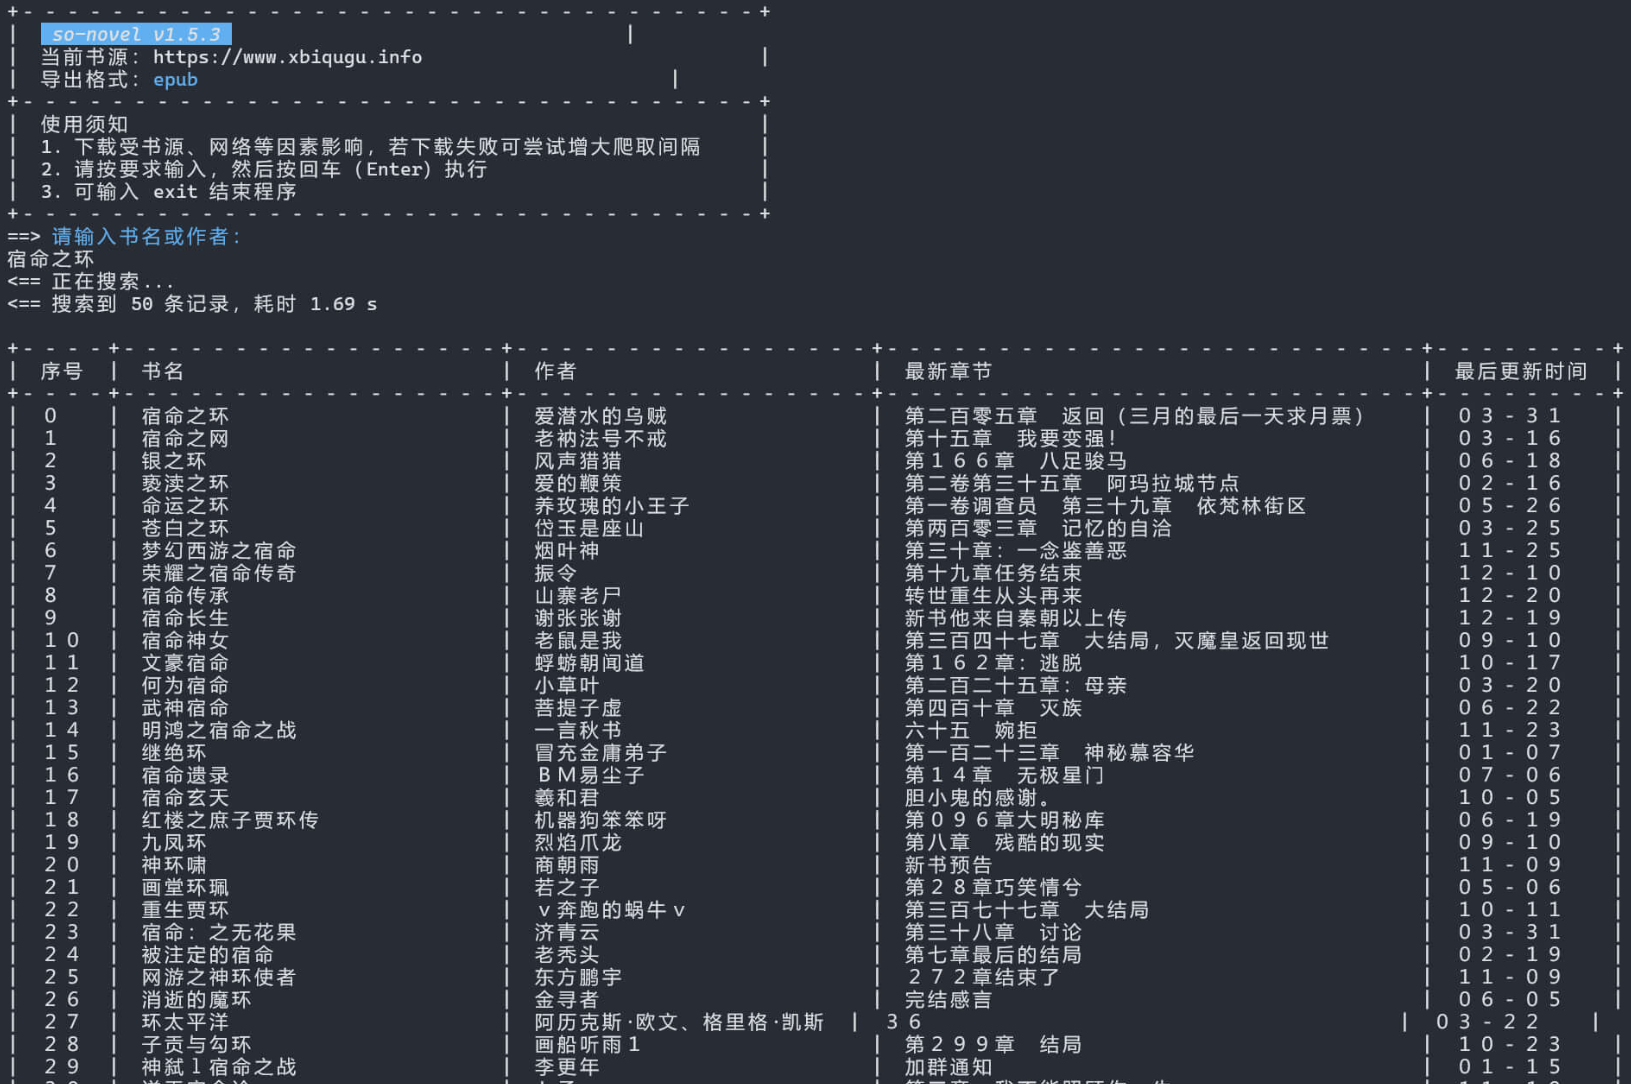 so-novel v1.5.3
当前书源：https://www.xbiqugu.info
导出格式：epub
使用须知
1. 下载受书源、网络等因素影响，若下载失败可尝试增大爬取间隔
2. 请按要求输入，然后按回车（Enter）执行
3. 可输入 exit 结束程序
==> 请输入书名或作者：
宿命之环
<== 正在搜索...
<== 搜索到 50 条记录，耗时 1.69 s
序号 | 书名 | 作者 | 最新章节 | 最后更新时间
０ | 宿命之环 | 爱潜水的乌贼 | 第二百零五章　返回（三月的最后一天求月票） | ０３-３１
１ | 宿命之网 | 老衲法号不戒 | 第十五章　我要变强！ | ０３-１６
２ | 银之环 | 风声猎猎 | 第１６６章　八足骏马 | ０６-１８
３ | 亵渎之环 | 爱的鞭策 | 第二卷第三十五章　阿玛拉城节点 | ０２-１６
４ | 命运之环 | 养玫瑰的小王子 | 第一卷调查员　第三十九章　依梵林街区 | ０５-２６
５ | 苍白之环 | 岱玉是座山 | 第两百零三章　记忆的自洽 | ０３-２５
６ | 梦幻西游之宿命 | 烟叶神 | 第三十章：一念鉴善恶 | １１-２５
７ | 荣耀之宿命传奇 | 振令 | 第十九章任务结束 | １２-１０
８ | 宿命传承 | 山寨老尸 | 转世重生从头再来 | １２-２０
９ | 宿命长生 | 谢张张谢 | 新书他来自秦朝以上传 | １２-１９
１０ | 宿命神女 | 老鼠是我 | 第三百四十七章　大结局，灭魔皇返回现世 | ０９-１０
１１ | 文豪宿命 | 蜉蝣朝闻道 | 第１６２章：逃脱 | １０-１７
１２ | 何为宿命 | 小草叶 | 第二百二十五章：母亲 | ０３-２０
１３ | 武神宿命 | 菩提子虚 | 第四百十章　灭族 | ０６-２２
１４ | 明鸿之宿命之战 | 一言秋书 | 六十五　婉拒 | １１-２３
１５ | 继绝环 | 冒充金庸弟子 | 第一百二十三章　神秘慕容华 | ０１-０７
１６ | 宿命遗录 | ＢＭ易尘子 | 第１４章　无极星门 | ０７-０６
１７ | 宿命玄天 | 羲和君 | 胆小鬼的感谢。 | １０-０５
１８ | 红楼之庶子贾环传 | 机器狗笨笨呀 | 第０９６章大明秘库 | ０６-１９
１９ | 九凤环 | 烈焰爪龙 | 第八章　残酷的现实 | ０９-１０
２０ | 神环啸 | 商朝雨 | 新书预告 | １１-０９
２１ | 画堂环珮 | 若之子 | 第２８章巧笑情兮 | ０５-０６
２２ | 重生贾环 | ｖ奔跑的蜗牛ｖ | 第三百七十七章　大结局 | １０-１１
２３ | 宿命：之无花果 | 济青云 | 第三十八章　讨论 | ０３-３１
２４ | 被注定的宿命 | 老秃头 | 第七章最后的结局 | ０２-１９
２５ | 网游之神环使者 | 东方鹏宇 | ２７２章结束了 | １１-０９
２６ | 消逝的魔环 | 金寻者 | 完结感言 | ０６-０５
２７ | 环太平洋 | 阿历克斯·欧文、格里格·凯斯 | ３６ | ０３-２２
２８ | 子贡与勾环 | 画船听雨１ | 第２９９章　结局 | １０-２３
２９ | 神弑ｌ宿命之战 | 李更年 | 加群通知 | ０１-１５